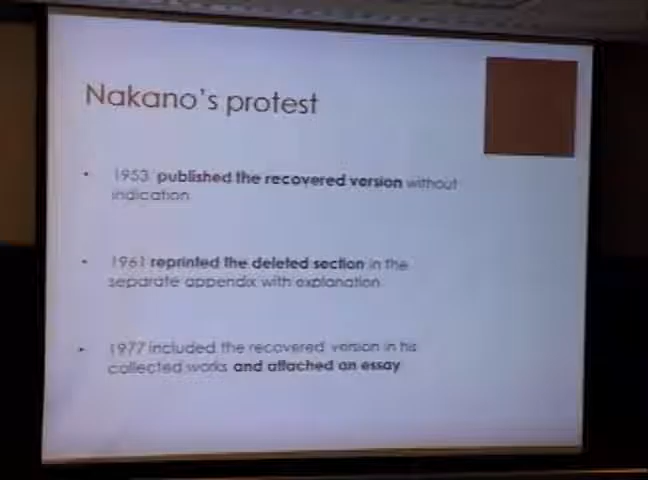 Nakano's protest
• 1953 published the recovered version without
indication
• 1961 reprinted the deleted section in the
separate appendix with explanation
• 1977 included the recovered version in his
collected works and attached an essay